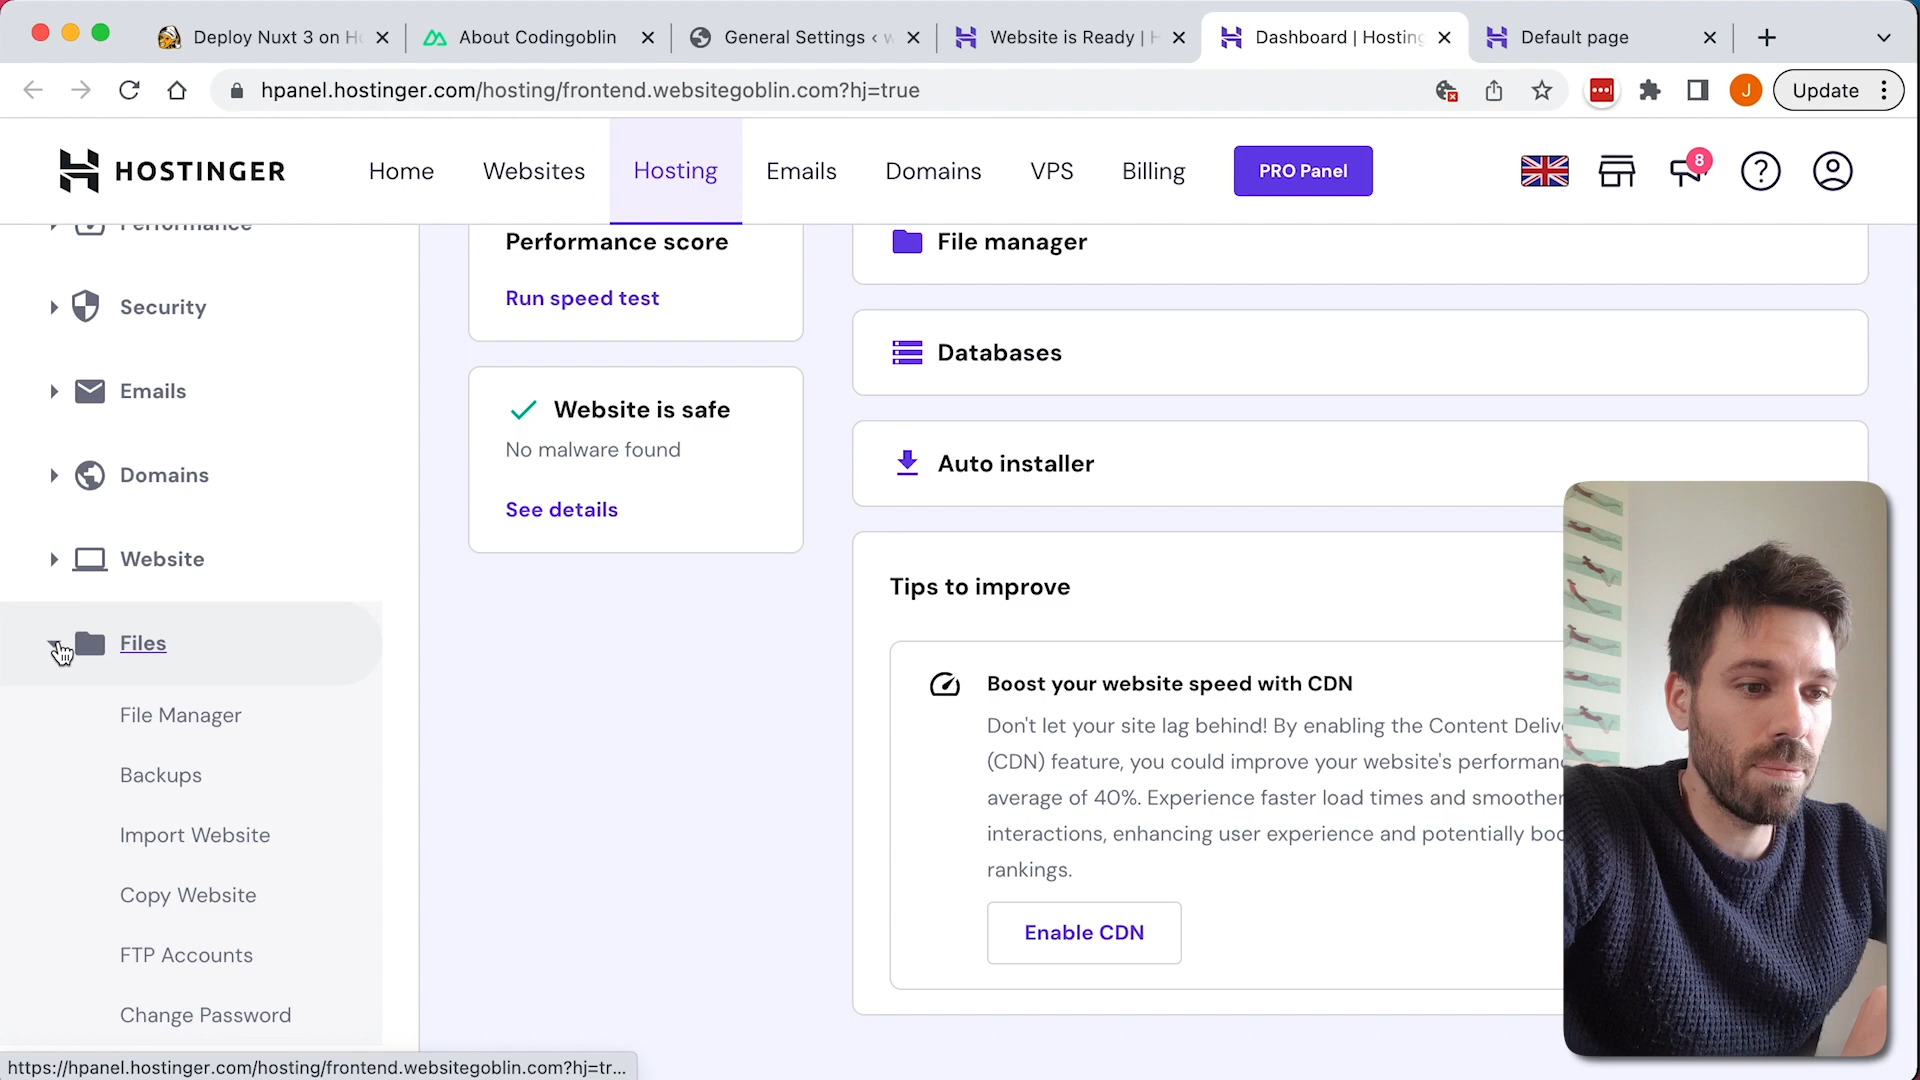 Deploy Nuxt 3 on H
About Codingoblin
General Settings ‹ w
Website is Ready | H
Dashboard | Hosting
Default page
hpanel.hostinger.com/hosting/frontend.websitegoblin.com?hj=true
J
Update
HOSTINGER
Home
Websites
Hosting
Emails
Domains
VPS
Billing
PRO Panel
8
Performance
Security
Emails
Domains
Website
Files
File Manager
Backups
Import Website
Copy Website
FTP Accounts
Change Password
Performance score
Run speed test
Website is safe
No malware found
See details
File manager
Databases
Auto installer
Tips to improve
Boost your website speed with CDN
Don't let your site lag behind! By enabling the Content Deliv
(CDN) feature, you could improve your website's performanc
average of 40%. Experience faster load times and smoother
interactions, enhancing user experience and potentially boo
rankings.
Enable CDN
https://hpanel.hostinger.com/hosting/frontend.websitegoblin.com?hj=tr...